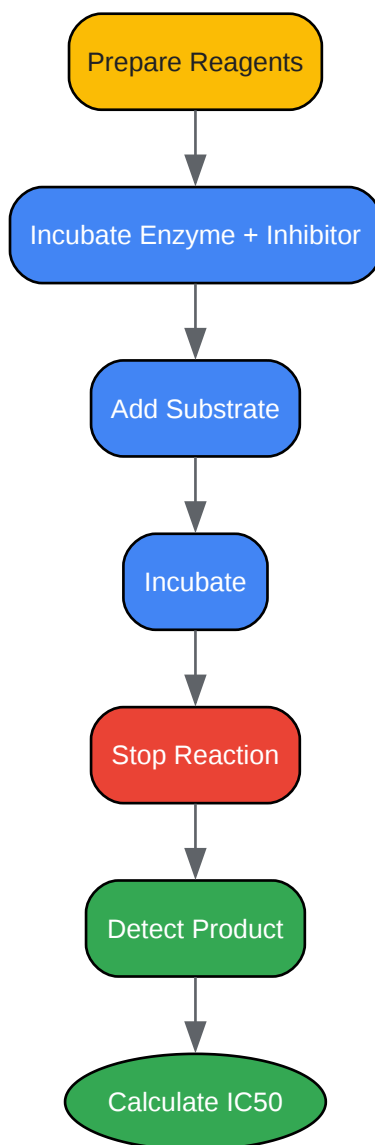 Prepare Reagents
Incubate Enzyme + Inhibitor
Add Substrate
Incubate
Stop Reaction
Detect Product
Calculate IC50